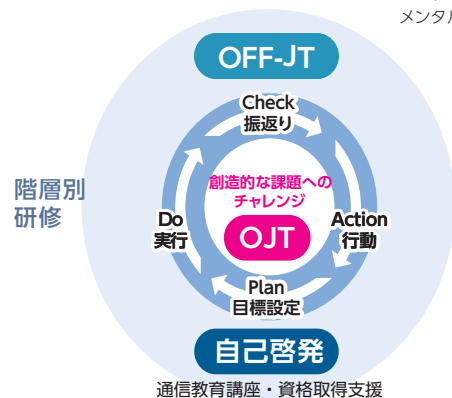 メンタル
OFF-JT
Check
振返り
創造的な課題への
チャレンジ
階層別
研修
Do
実行
OJT
Action
行動
Plan
目標設定
自己啓発
通信教育講座・資格取得支援